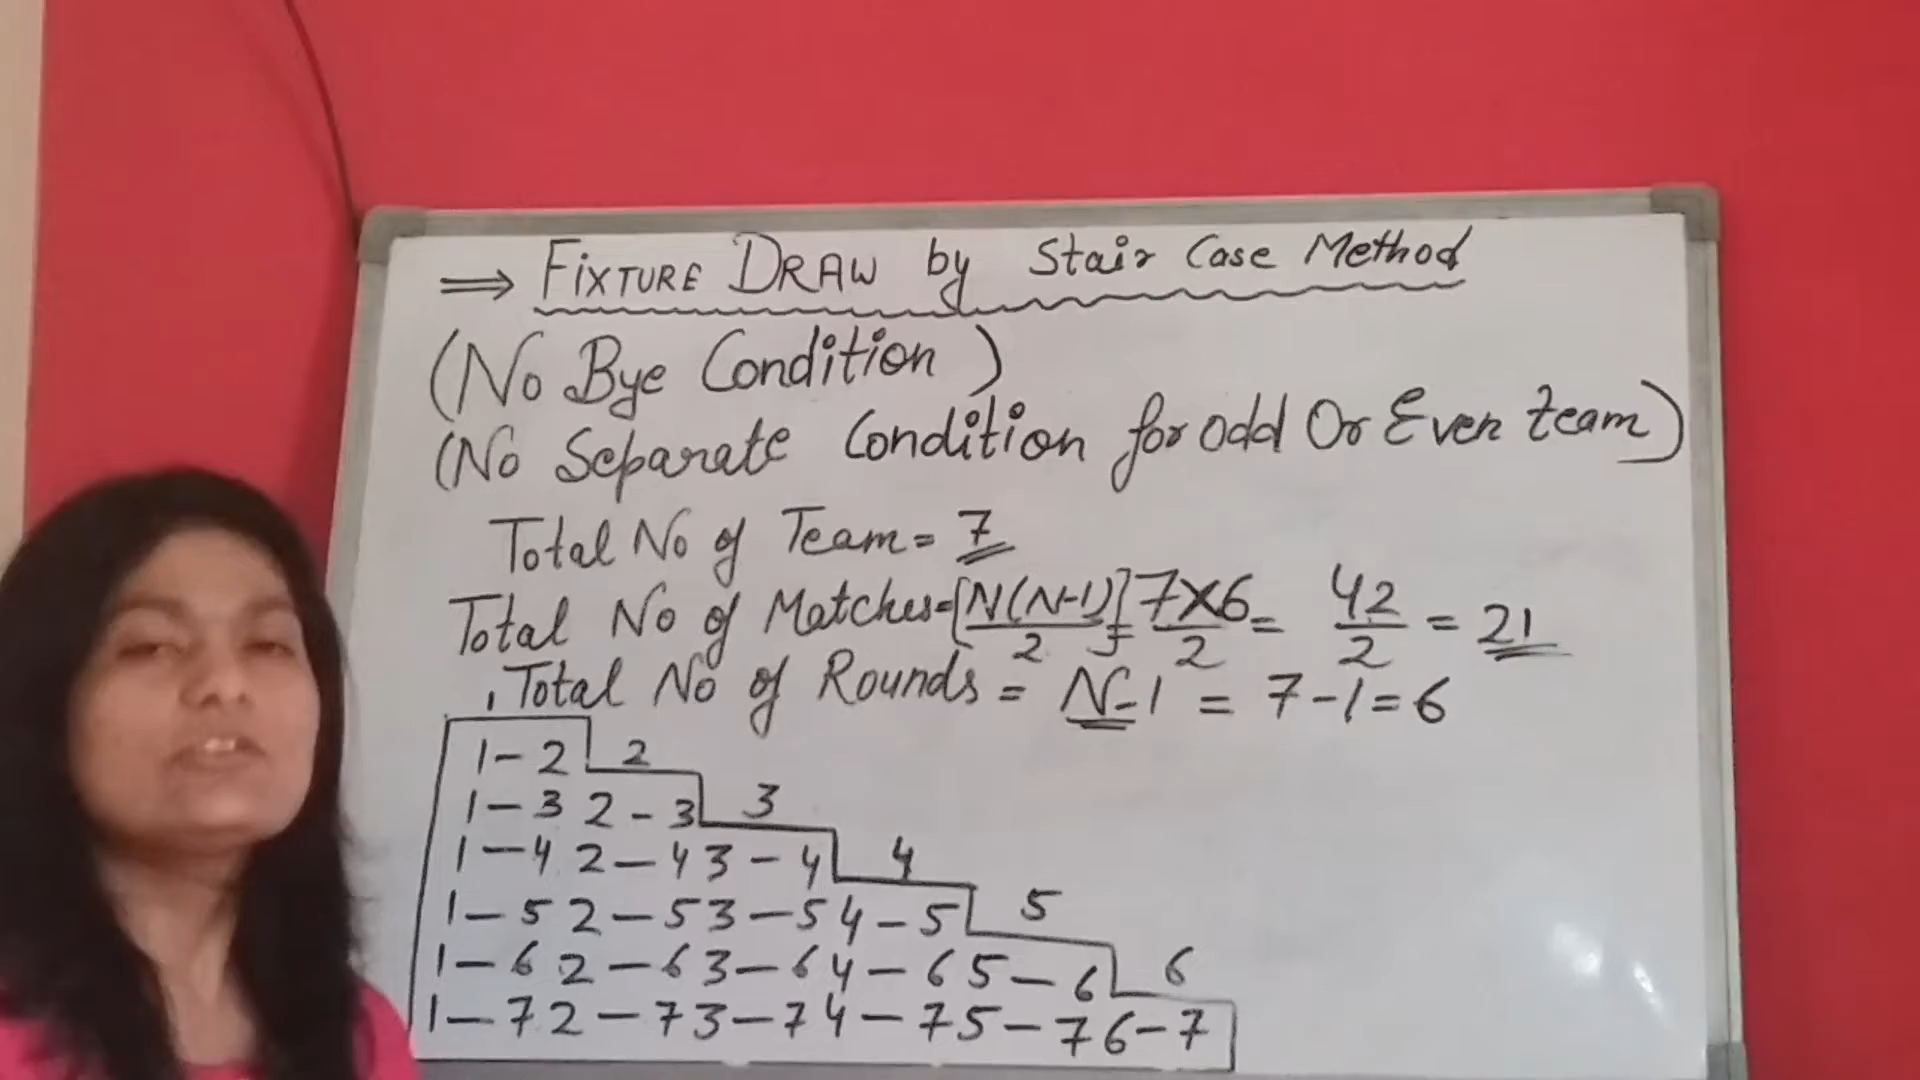 ⇒ FIXTURE DRAW by Stair Case Method
(No Bye Condition)
(No Separate Condition for odd Or Even team)
Total No of Team = 7
Total No of Matches = [N(N-1)/2] = 7×6/2 = 42/2 = 21
Total No of Rounds = N-1 = 7-1=6
1-2 2
1-3 2-3 3
1-4 2-4 3-4 4
1-5 2-5 3-5 4-5 5
1-6 2-6 3-6 4-6 5-6 6
1-7 2-7 3-7 4-7 5-7 6-7